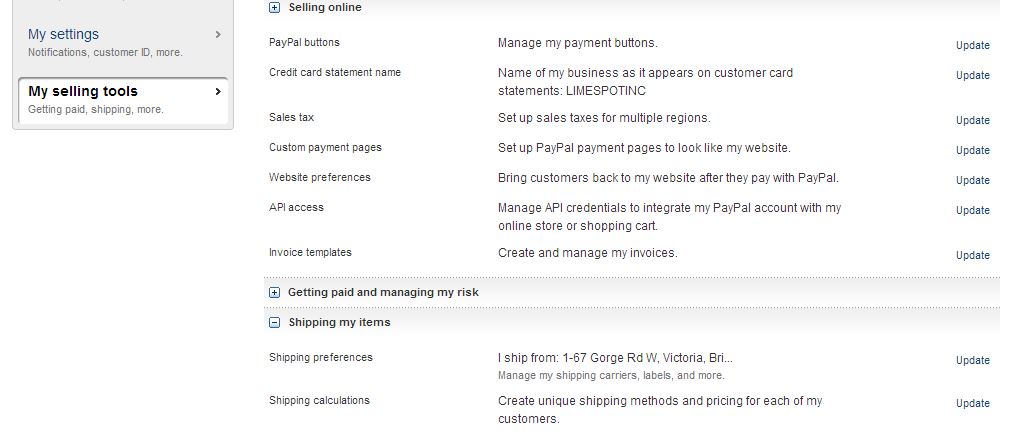 My settings
Notifications, customer ID, more.
My selling tools
Getting paid, shipping, more.
Selling online
PayPal buttons
Manage my payment buttons.
Update
Credit card statement name
Name of my business as it appears on customer card
statements: LIMESPOTINC
Update
Sales tax
Set up sales taxes for multiple regions.
Update
Custom payment pages
Set up PayPal payment pages to look like my website.
Update
Website preferences
Bring customers back to my website after they pay with PayPal.
Update
API access
Manage API credentials to integrate my PayPal account with my
online store or shopping cart.
Update
Invoice templates
Create and manage my invoices.
Update
Getting paid and managing my risk
Shipping my items
Shipping preferences
I ship from: 1-67 Gorge Rd W, Victoria, Bri...
Manage my shipping carriers, labels, and more.
Update
Shipping calculations
Create unique shipping methods and pricing for each of my
customers.
Update